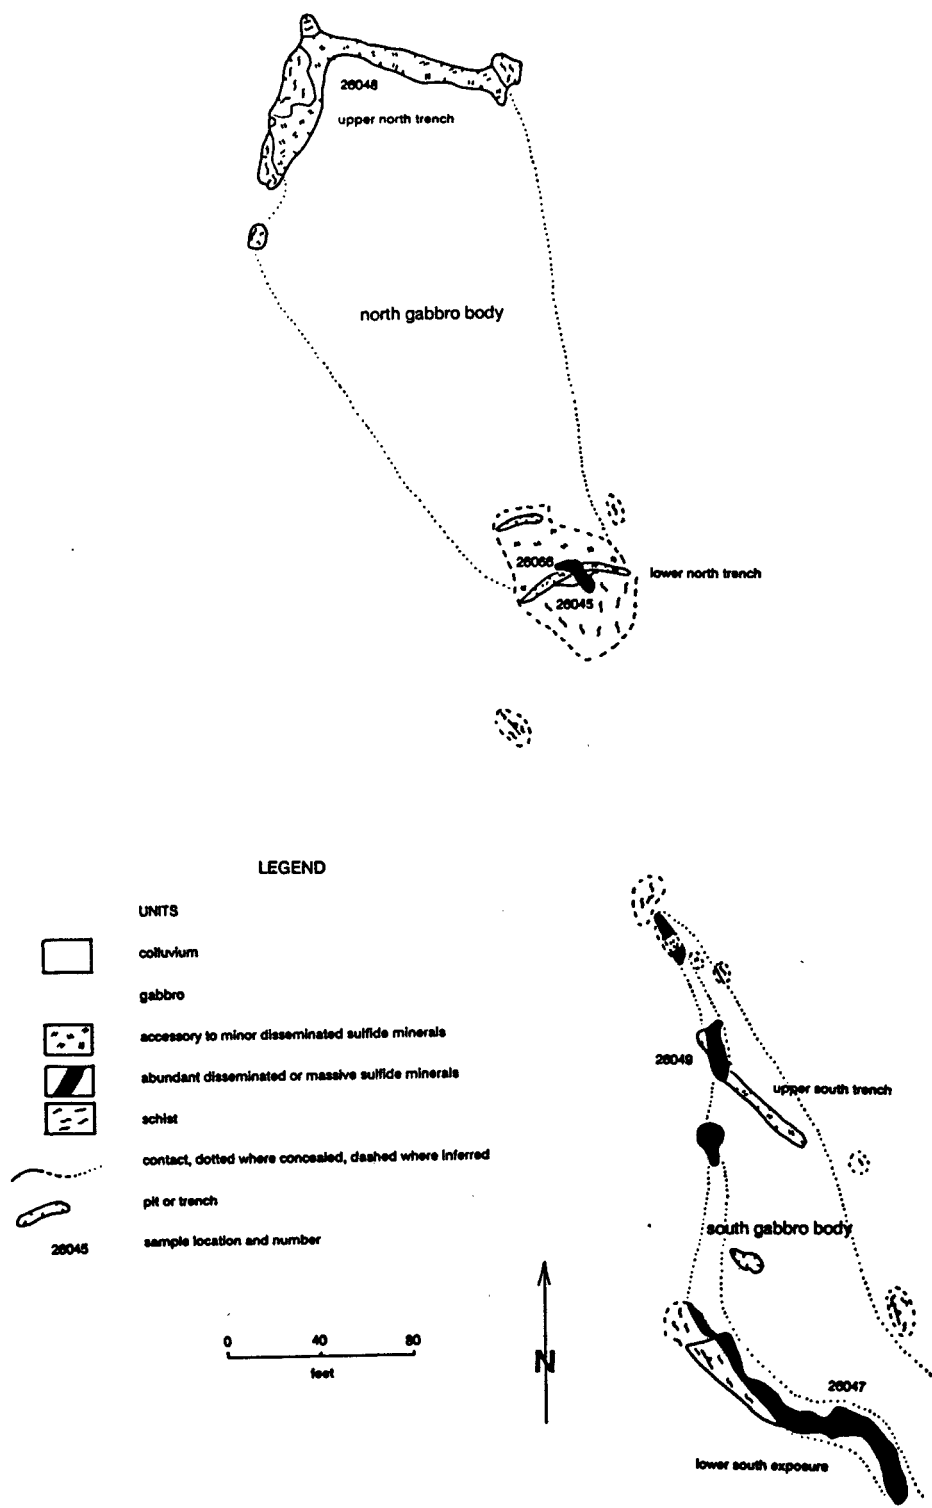 26048
upper north trench
north gabbro body
26066
lower north trench
26045
LEGEND
UNITS
colluvium
gabbro
accessory to minor disseminated sulfide minerals
abundant disseminated or massive sulfide minerals
schist
contact, dotted where concealed, dashed where inferred
pit or trench
26045 sample location and number
0 40 80
feet
N
26049
upper south trench
south gabbro body
26047
lower south exposure